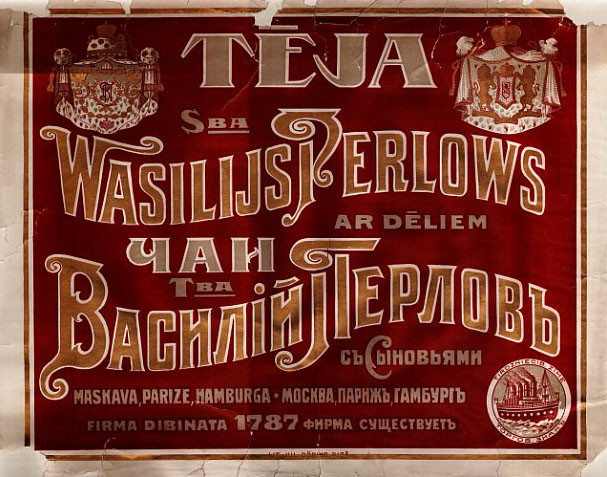 TĒJA
SBA
WASILIJS PERLOWS
AR DĒLIEM
ЧАИ
ТВА
ВАСИЛІЙ ПЕРЛОВЪ
СЪ СЫНОВЬЯМИ
MASKAVA, PARIZE, HAMBURGA • МОСКВА, ПАРИЖЪ, ГАМБУРГЪ
FIRMA DIBINATA 1787 ФИРМА СУЩЕСТВУЕТЪ